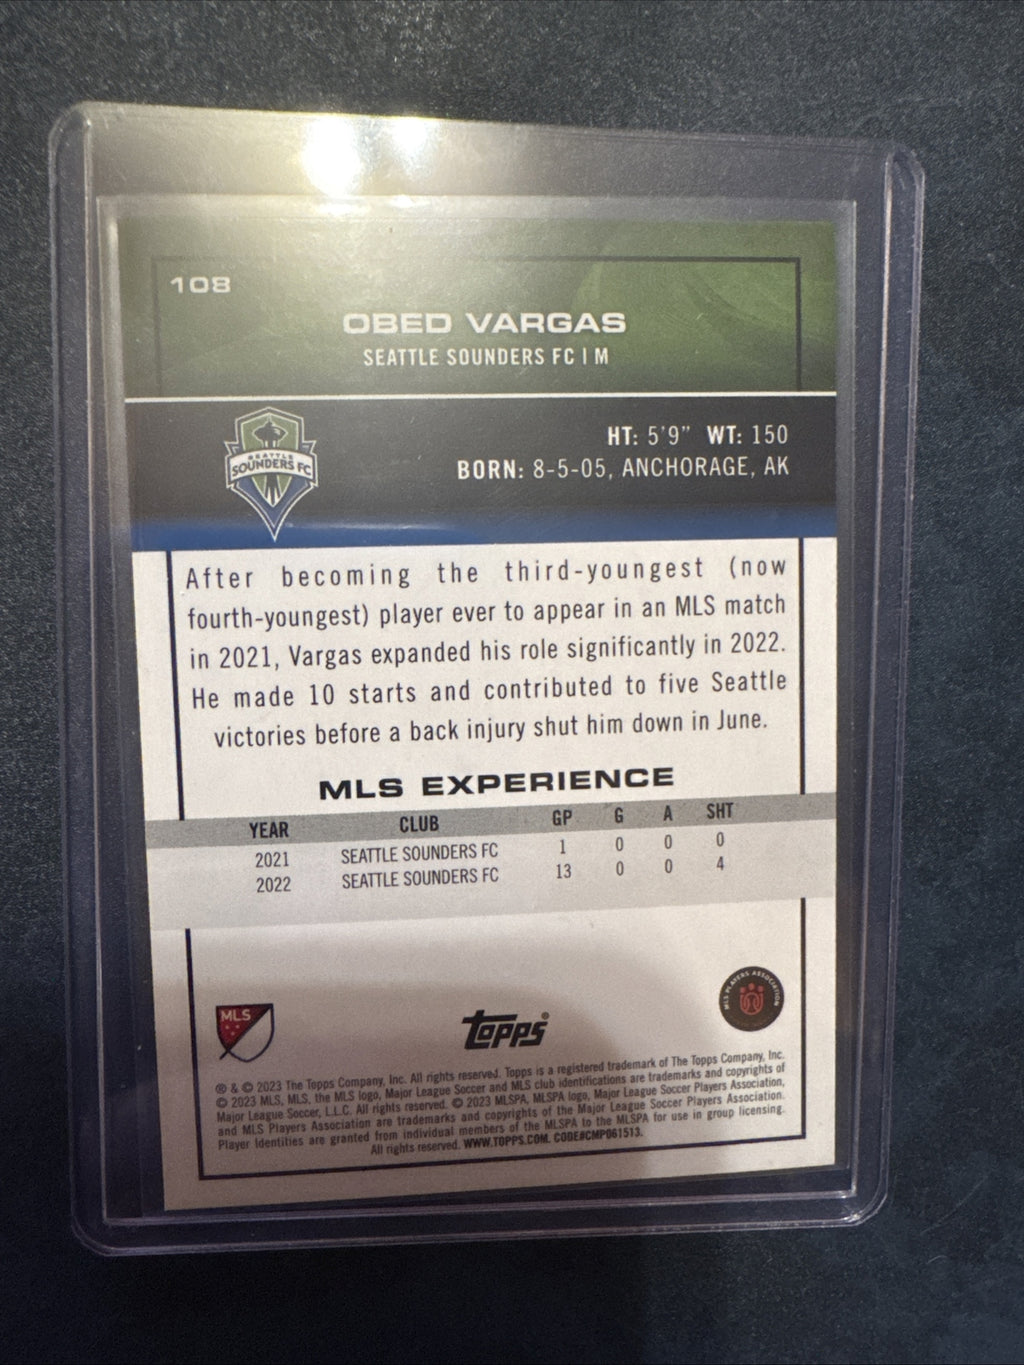 108
OBED VARGAS
SEATTLE SOUNDERS FC | M
SEATTLE
SOUNDERS FC
HT: 5'9" WT: 150
BORN: 8-5-05, ANCHORAGE, AK
After becoming the third-youngest (now
fourth-youngest) player ever to appear in an MLS match
in 2021, Vargas expanded his role significantly in 2022.
He made 10 starts and contributed to five Seattle
victories before a back injury shut him down in June.
MLS EXPERIENCE
YEAR CLUB GP G A SHT
2021 SEATTLE SOUNDERS FC 1 0 0 0
2022 SEATTLE SOUNDERS FC 13 0 0 4
MLS
topps®
MLS PLAYERS ASSOCIATION
® & © 2023 The Topps Company, Inc. All rights reserved. Topps is a registered trademark of The Topps Company, Inc.
© 2023 MLS, MLS, the MLS logo, Major League Soccer and MLS club identifications are trademarks and copyrights of
Major League Soccer, L.L.C. All rights reserved. © 2023 MLSPA, MLSPA logo, Major League Soccer Players Association,
and MLS Players Association are trademarks and copyrights of the Major League Soccer Players Association.
Player Identities are granted from individual members of the MLSPA to the MLSPA for use in group licensing.
All rights reserved. WWW.TOPPS.COM. CODE#CMP061513.